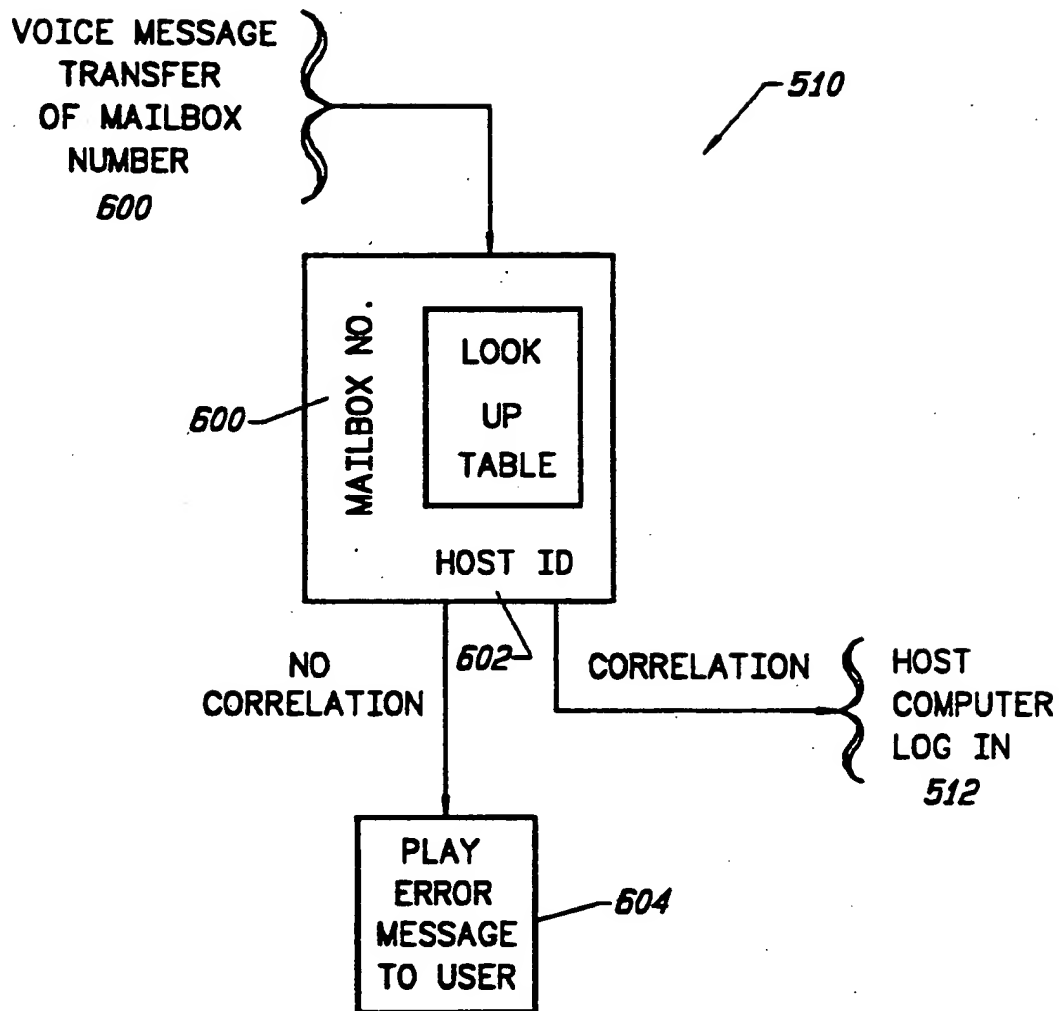 VOICE MESSAGE
TRANSFER
OF MAILBOX
NUMBER
600
510
MAILBOX NO.
600
LOOK
UP
TABLE
HOST ID
602
NO
CORRELATION
CORRELATION
HOST
COMPUTER
LOG IN
512
PLAY
ERROR
MESSAGE
TO USER
604